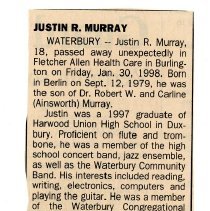 JUSTIN R. MURRAY
WATERBURY -- Justin R. Murray,
18, passed away unexpectedly in
Fletcher Allen Health Care in Burling-
ton on Friday, Jan. 30, 1998. Born
in Berlin on Sept. 12, 1979, he was
the son of Dr. Robert W. and Carline
(Ainsworth) Murray.
Justin was a 1997 graduate of
Harwood Union High School in Dux-
bury. Proficient on flute and trom-
bone, he was a member of the
high school concert band, jazz ensemble,
as well as the Waterbury Community
Band. His interests included reading,
writing, electronics, computers and
playing the guitar. He was a member
of the Waterbury Congregational